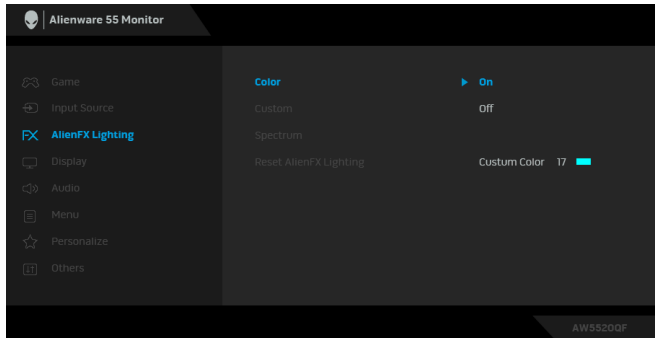 Alienware 55 Monitor
Game
Color
On
Input Source
Custom
Off
FX AlienFX Lighting
Spectrum
Display
Reset AlienFX Lighting
Custum Color 17
Audio
Menu
Personalize
Others
AW5520QF